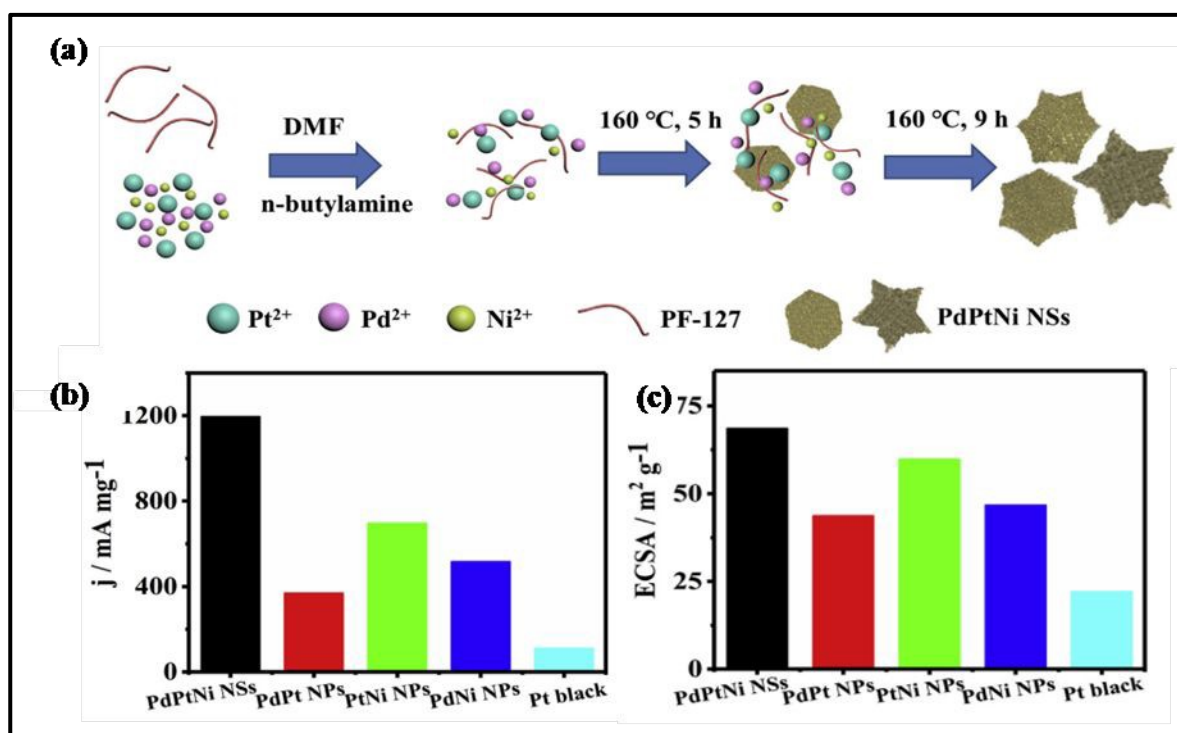 (a)
DMF
n-butylamine
160 °C, 5 h
160 °C, 9 h
Pt²⁺
Pd²⁺
Ni²⁺
PF-127
PdPtNi NSs
(b)
j / mA mg-1
1200
800
400
0
PdPtNi NSs
PdPt NPs
PtNi NPs
PdNi NPs
Pt black
(c)
ECSA / m² g-1
75
50
25
0
PdPtNi NSs
PdPt NPs
PtNi NPs
PdNi NPs
Pt black